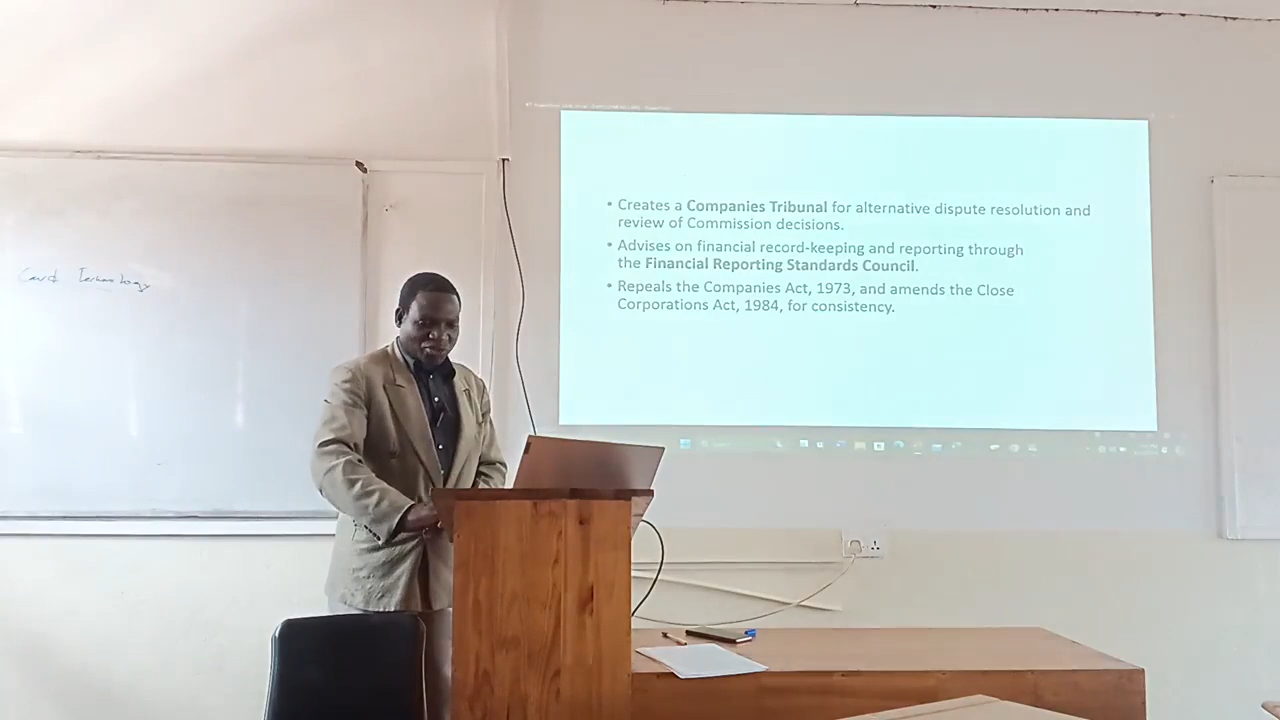 Card Technology
• Creates a Companies Tribunal for alternative dispute resolution and
review of Commission decisions.
• Advises on financial record-keeping and reporting through
the Financial Reporting Standards Council.
• Repeals the Companies Act, 1973, and amends the Close
Corporations Act, 1984, for consistency.